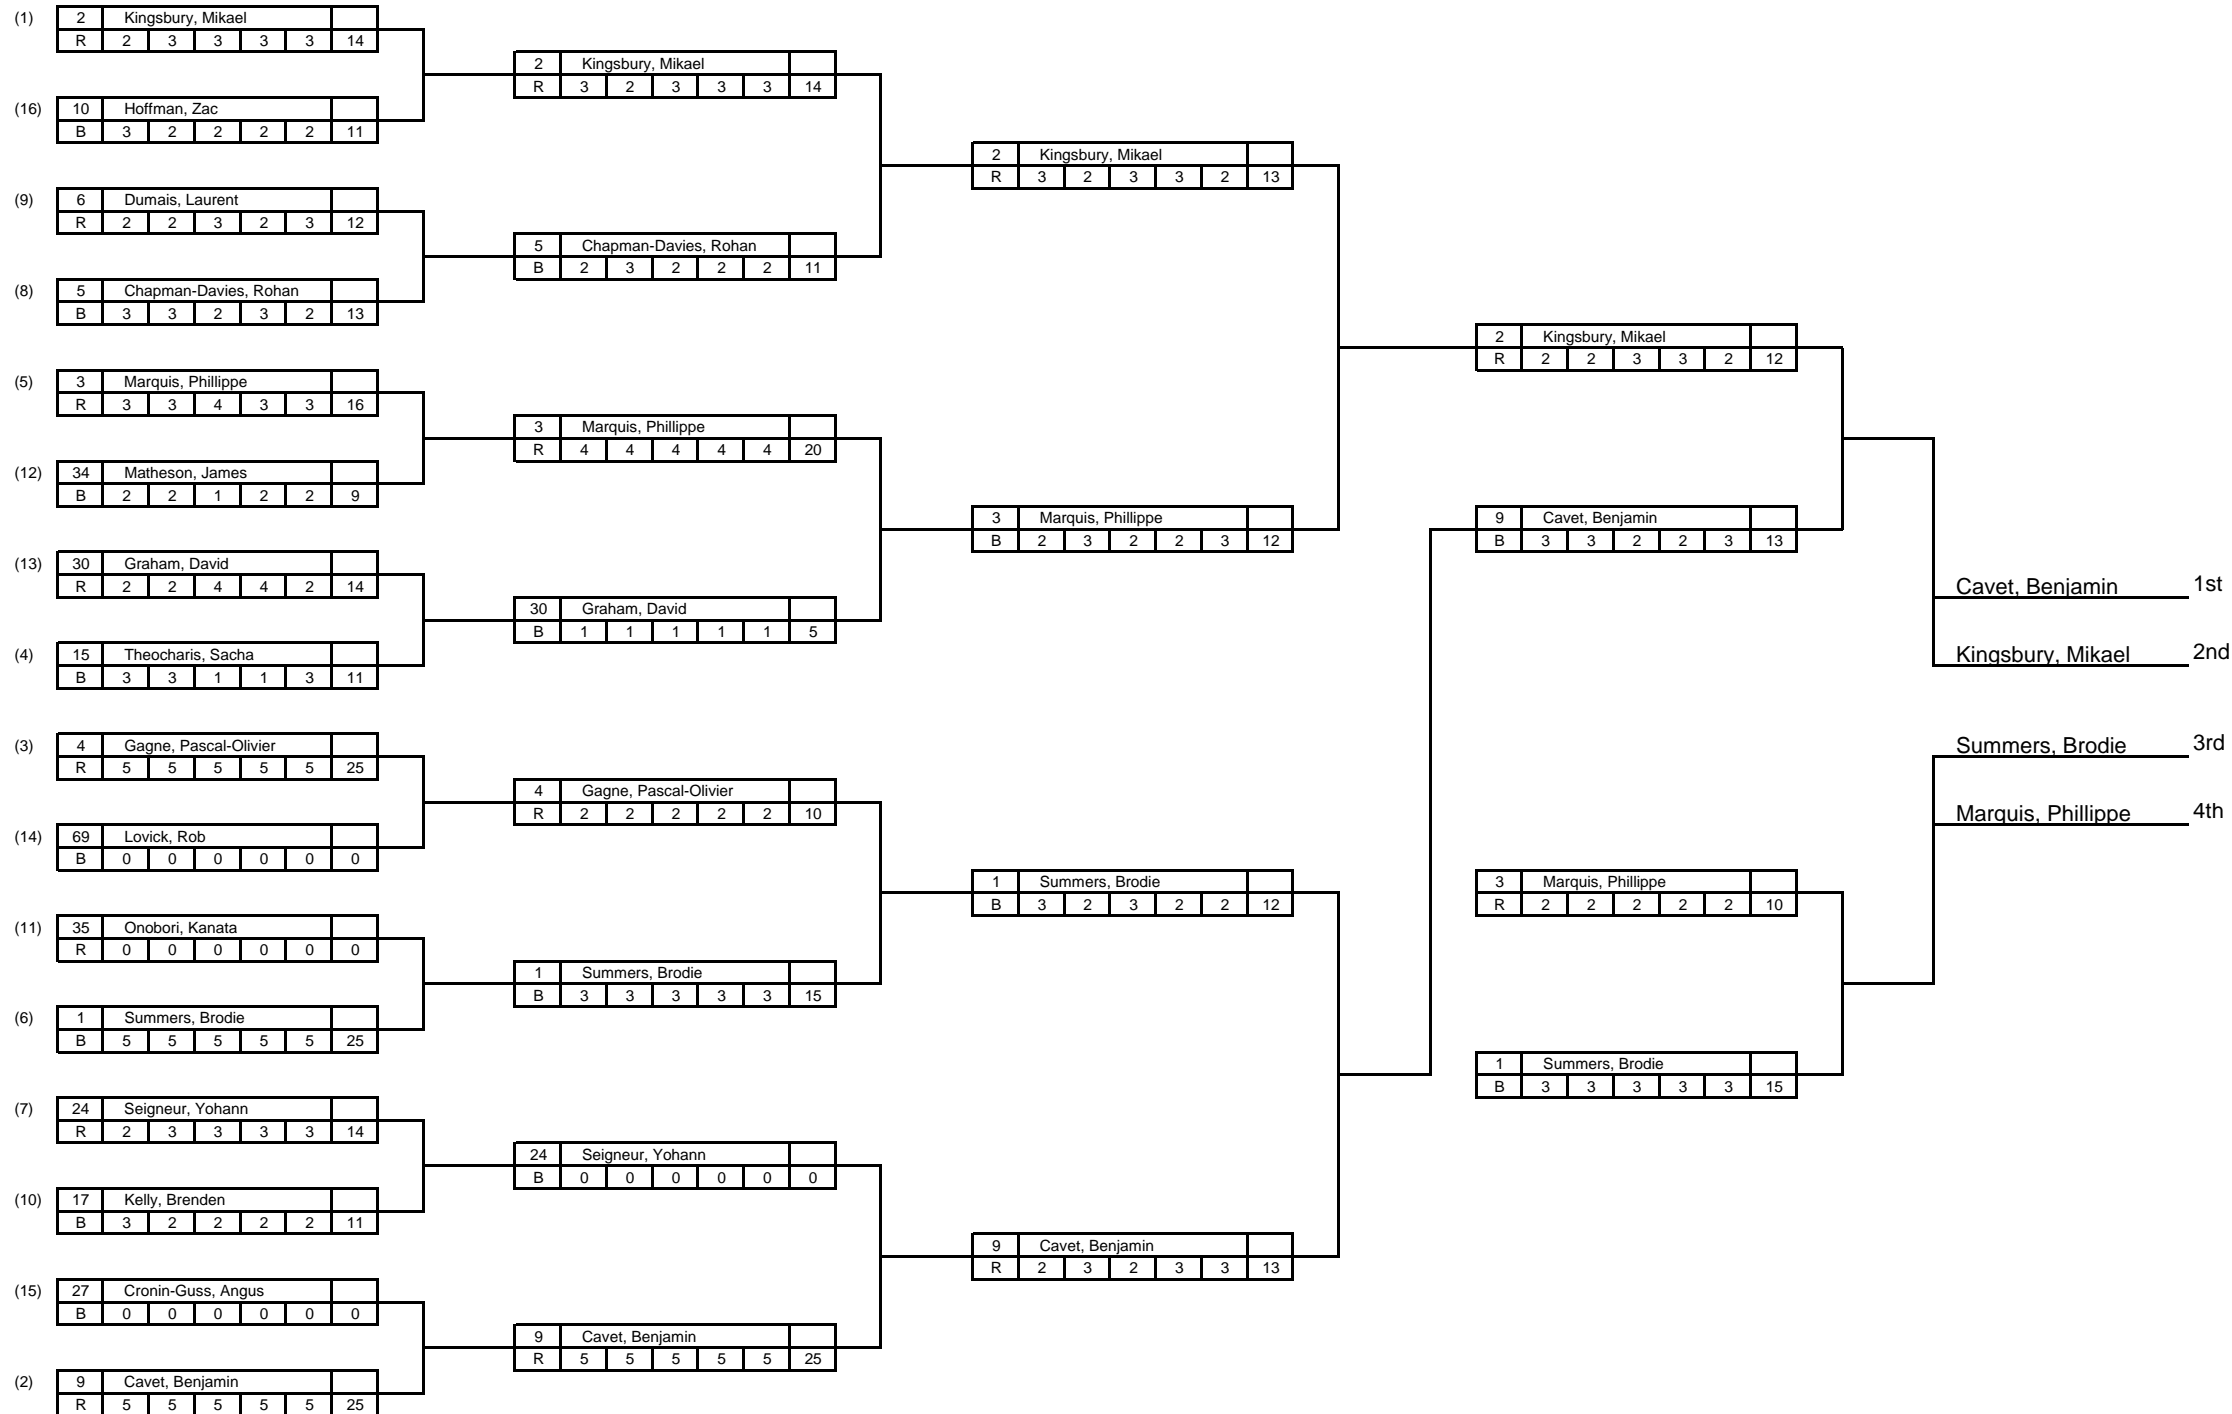 (1) 2 Kingsbury, Mikael
R 2 3 3 3 3 14
(16) 10 Hoffman, Zac
B 3 2 2 2 2 11
(9) 6 Dumais, Laurent
R 2 2 3 2 3 12
(8) 5 Chapman-Davies, Rohan
B 3 3 2 3 2 13
(5) 3 Marquis, Phillippe
R 3 3 4 3 3 16
(12) 34 Matheson, James
B 2 2 1 2 2 9
(13) 30 Graham, David
R 2 2 4 4 2 14
(4) 15 Theocharis, Sacha
B 3 3 1 1 3 11
(3) 4 Gagne, Pascal-Olivier
R 5 5 5 5 5 25
(14) 69 Lovick, Rob
B 0 0 0 0 0 0
(11) 35 Onobori, Kanata
R 0 0 0 0 0 0
(6) 1 Summers, Brodie
B 5 5 5 5 5 25
(7) 24 Seigneur, Yohann
R 2 3 3 3 3 14
(10) 17 Kelly, Brenden
B 3 2 2 2 2 11
(15) 27 Cronin-Guss, Angus
B 0 0 0 0 0 0
(2) 9 Cavet, Benjamin
R 5 5 5 5 5 25
2 Kingsbury, Mikael
R 3 2 3 3 3 14
5 Chapman-Davies, Rohan
B 2 3 2 2 2 11
3 Marquis, Phillippe
R 4 4 4 4 4 20
30 Graham, David
B 1 1 1 1 1 5
4 Gagne, Pascal-Olivier
R 2 2 2 2 2 10
1 Summers, Brodie
B 3 3 3 3 3 15
24 Seigneur, Yohann
B 0 0 0 0 0 0
9 Cavet, Benjamin
R 5 5 5 5 5 25
2 Kingsbury, Mikael
R 3 2 3 3 2 13
3 Marquis, Phillippe
B 2 3 2 2 3 12
1 Summers, Brodie
B 3 2 3 2 2 12
9 Cavet, Benjamin
R 2 3 2 3 3 13
2 Kingsbury, Mikael
R 2 2 3 3 2 12
9 Cavet, Benjamin
B 3 3 2 2 3 13
3 Marquis, Phillippe
R 2 2 2 2 2 10
1 Summers, Brodie
B 3 3 3 3 3 15
Cavet, Benjamin 1st
Kingsbury, Mikael 2nd
Summers, Brodie 3rd
Marquis, Phillippe 4th